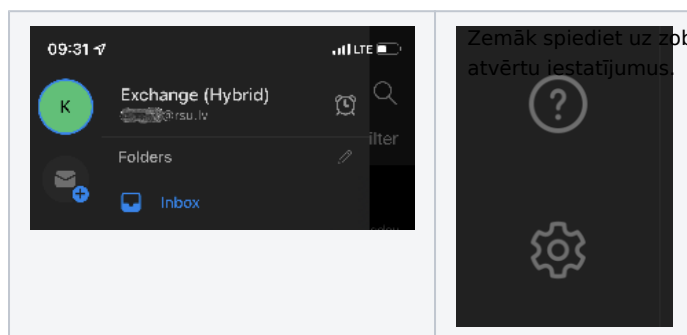 09:31
LTE
K
Exchange (Hybrid)
@rsu.lv
Folders
ilter
Inbox
Zemāk spiediet uz zob
atvērtu iestatījumus.
?